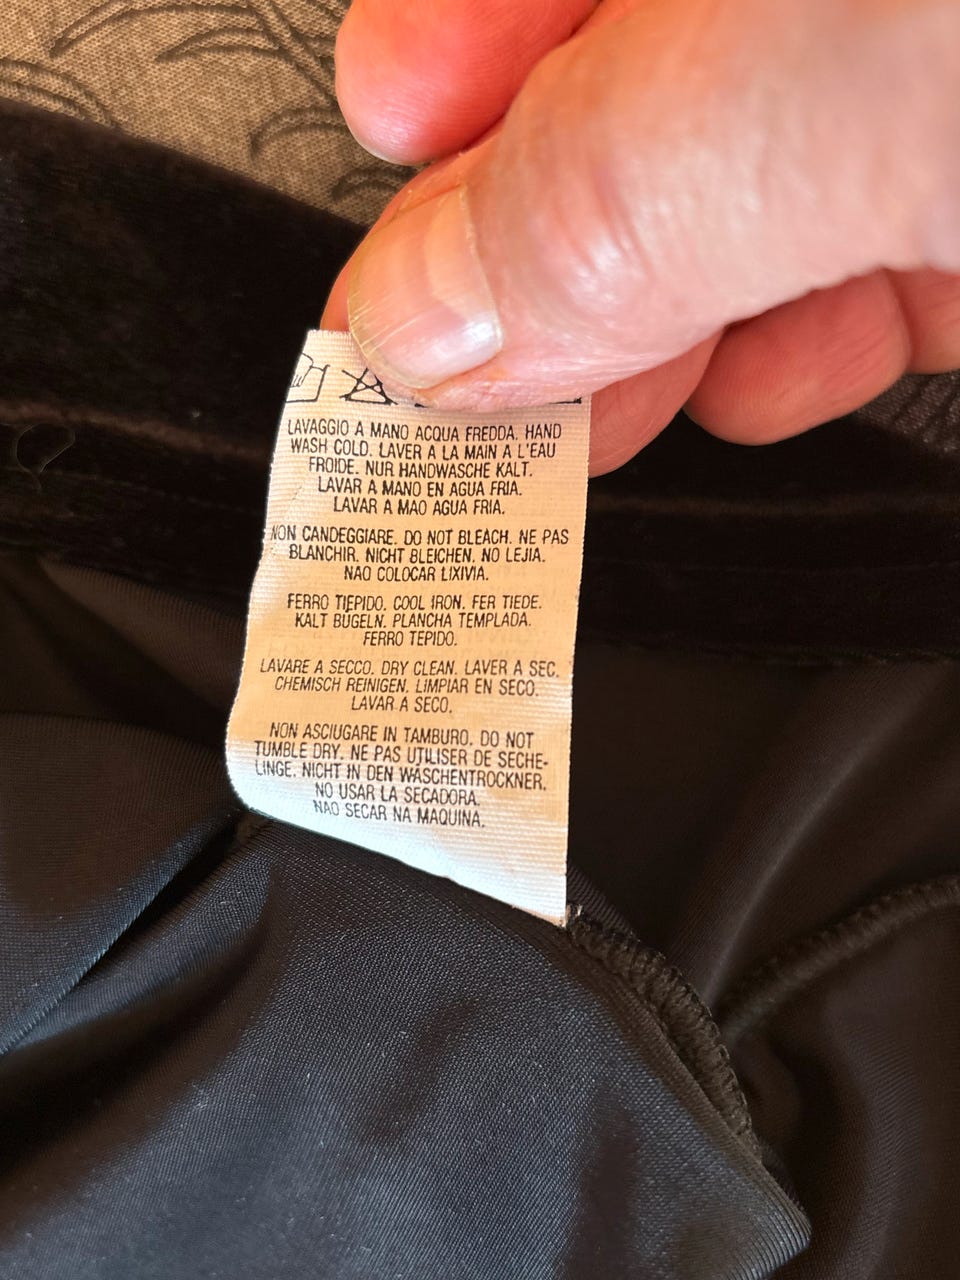 LAVAGGIO A MANO ACQUA FREDDA. HAND
WASH COLD. LAVER A LA MAIN A L'EAU
FROIDE. NUR HANDWASCHE KALT.
LAVAR A MANO EN AGUA FRIA.
LAVAR A MAO AGUA FRIA.
NON CANDEGGIARE. DO NOT BLEACH. NE PAS
BLANCHIR. NICHT BLEICHEN. NO LEJIA.
NAO COLOCAR LIXIVIA.
FERRO TIEPIDO. COOL IRON. FER TIEDE.
KALT BÜGELN. PLANCHA TEMPLADA.
FERRO TEPIDO.
LAVARE A SECCO. DRY CLEAN. LAVER A SEC.
CHEMISCH REINIGEN. LIMPIAR EN SECO.
LAVAR A SECO.
NON ASCIUGARE IN TAMBURO. DO NOT
TUMBLE DRY. NE PAS UTILISER DE SECHE-
LINGE. NICHT IN DEN WASCHENTROCKNER.
NO USAR LA SECADORA.
NAO SECAR NA MAQUINA.